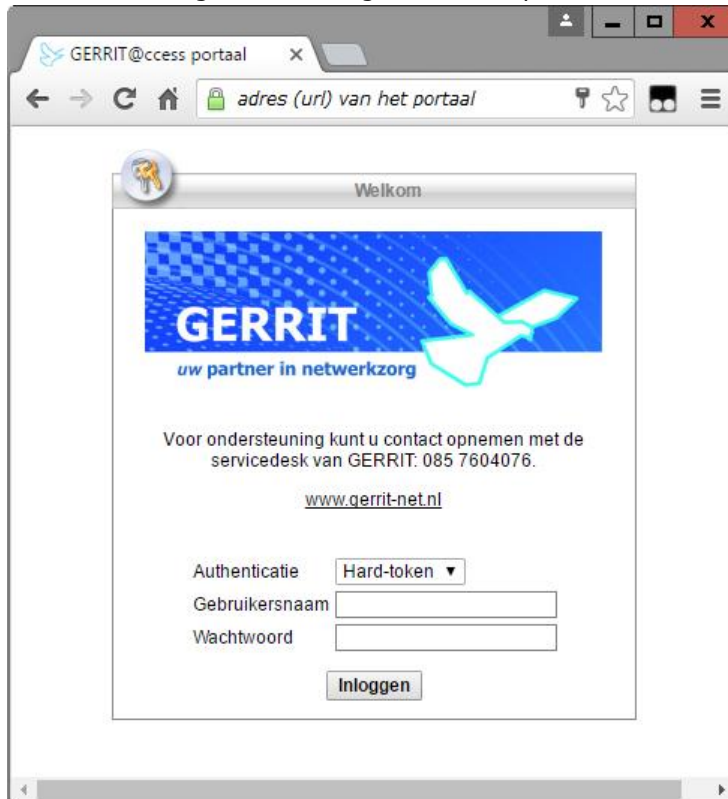 GERRIT@ccess portaal
adres (url) van het portaal
Welkom
GERRIT
uw partner in netwerkzorg
Voor ondersteuning kunt u contact opnemen met de
servicedesk van GERRIT: 085 7604076.
www.gerrit-net.nl
Authenticatie Hard-token
Gebruikersnaam
Wachtwoord
Inloggen